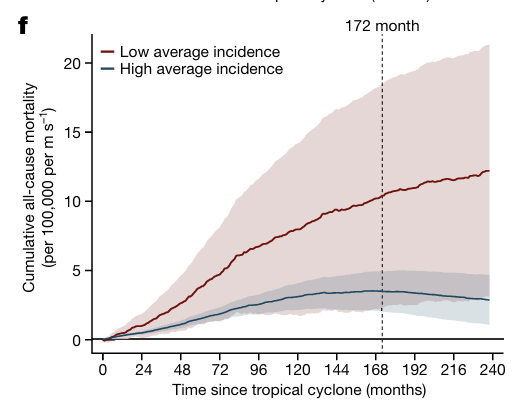 f
172 month
Low average incidence
High average incidence
Cumulative all-cause mortality
(per 100,000 per m s⁻¹)
20
15
10
5
0
0 24 48 72 96 120 144 168 192 216 240
Time since tropical cyclone (months)